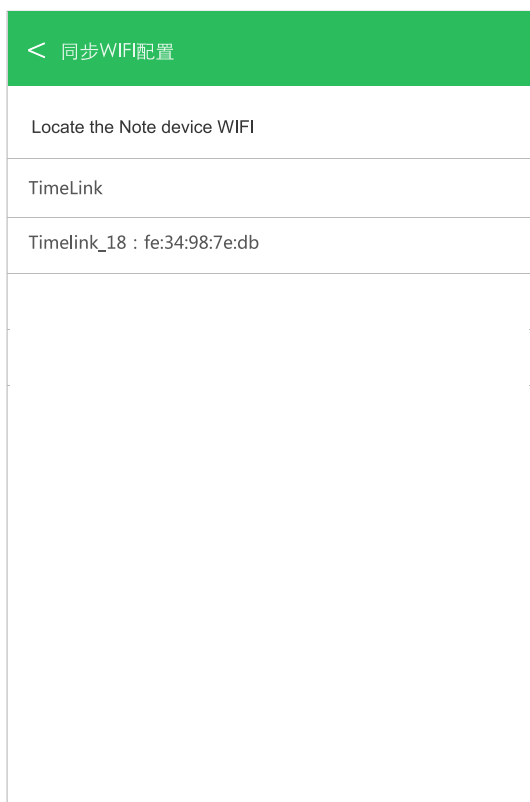 < 同步WIFI配置
Locate the Note device WIFI
TimeLink
Timelink_18：fe:34:98:7e:db